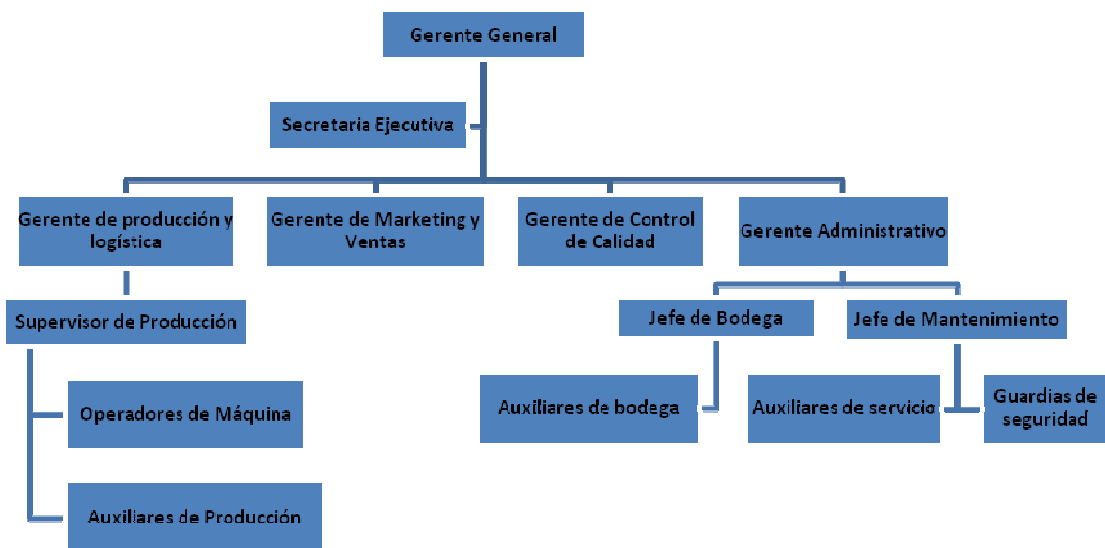 Gerente General
Secretaria Ejecutiva
Gerente de producción y
logística
Gerente de Marketing y
Ventas
Gerente de Control
de Calidad
Gerente Administrativo
Supervisor de Producción
Jefe de Bodega
Jefe de Mantenimiento
Operadores de Máquina
Auxiliares de bodega
Auxiliares de servicio
Guardias de
seguridad
Auxiliares de Producción